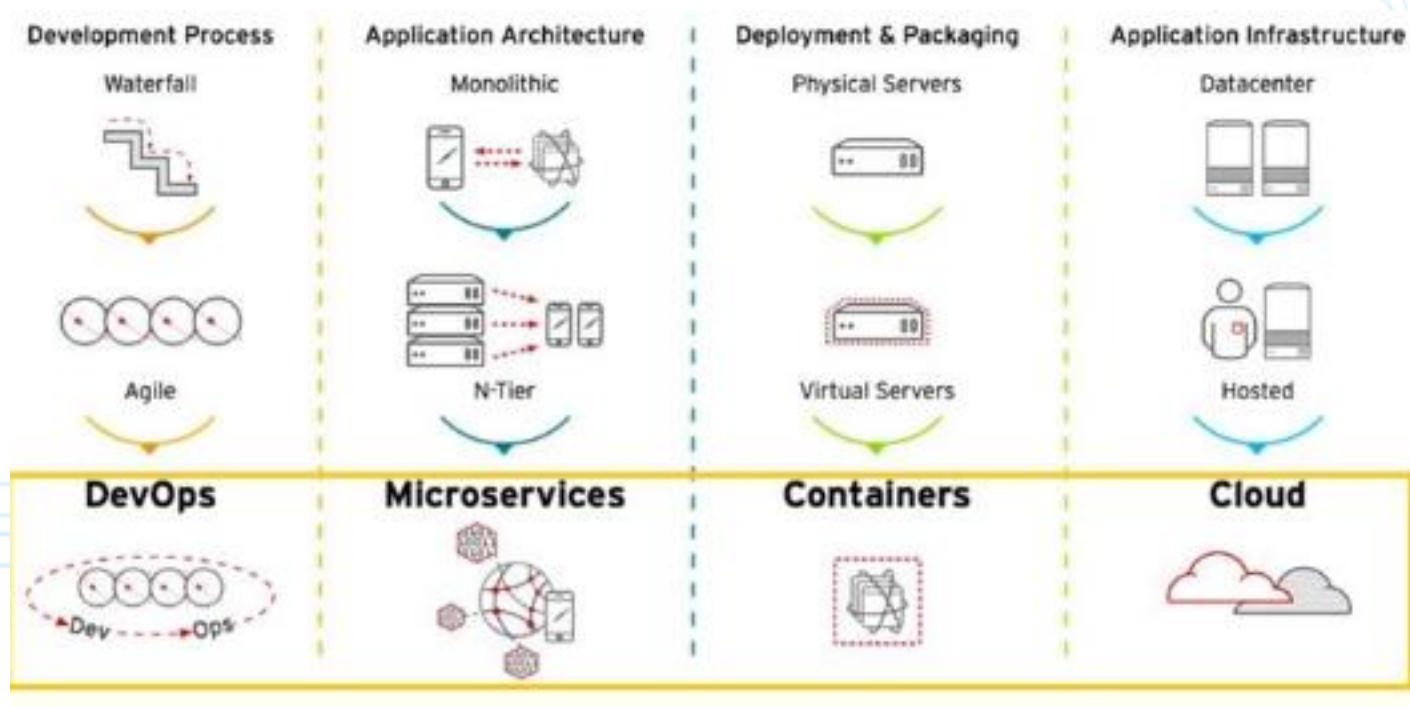 Development Process
Application Architecture
Deployment & Packaging
Application Infrastructure
Waterfall
Monolithic
Physical Servers
Datacenter
Agile
N-Tier
Virtual Servers
Hosted
DevOps
Microservices
Containers
Cloud
Dev
Ops